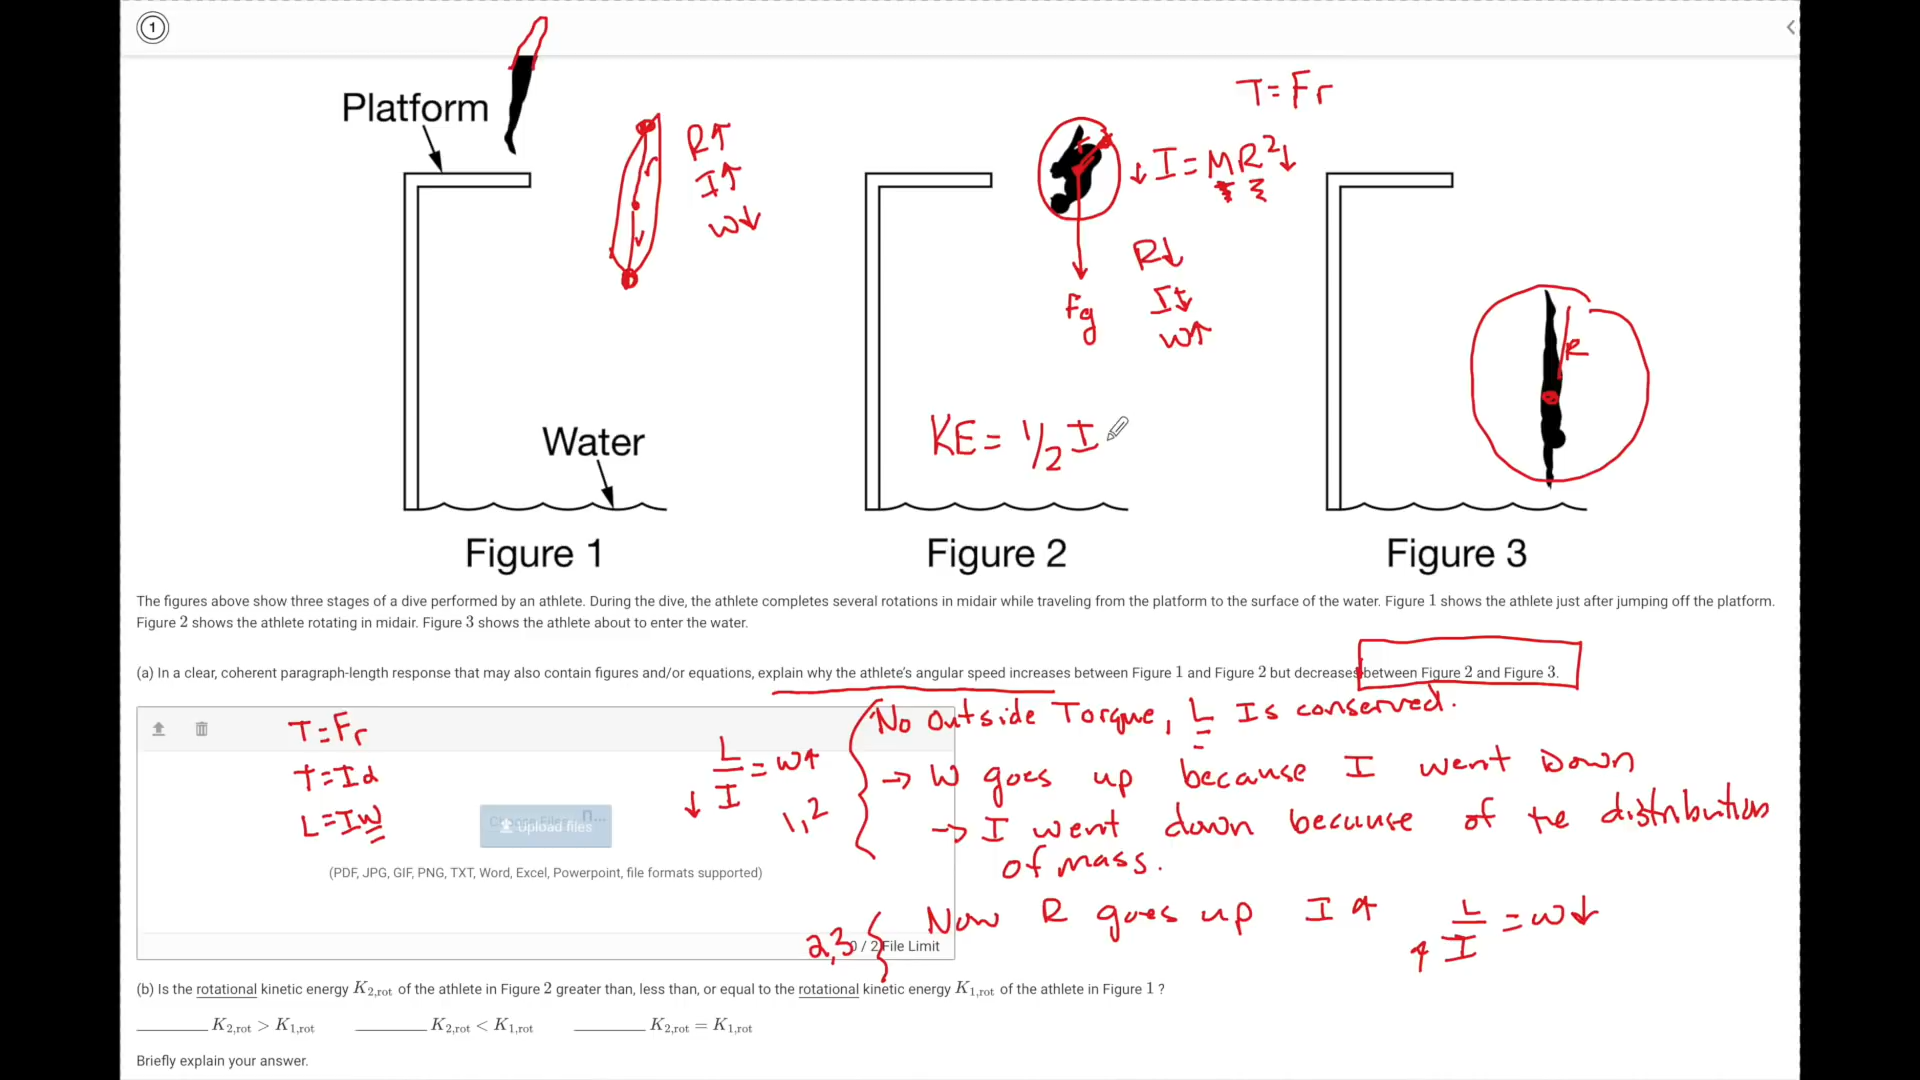 1
Platform
R↑
I↑
W↓
r
r
Water
Figure 1
T=Fr
↓I=MR²↓
r
R↓
I↓
W↑
Fg
KE= 1/2 I
Figure 2
R
Figure 3
The figures above show three stages of a dive performed by an athlete. During the dive, the athlete completes several rotations in midair while traveling from the platform to the surface of the water. Figure 1 shows the athlete just after jumping off the platform.
Figure 2 shows the athlete rotating in midair. Figure 3 shows the athlete about to enter the water.
(a) In a clear, coherent paragraph-length response that may also contain figures and/or equations, explain why the athlete's angular speed increases between Figure 1 and Figure 2 but decreases between Figure 2 and Figure 3.
T=Fr
T=Iα
L=Iw
L/↓I = w↑
1,2
No Outside Torque, L Is conserved.
→ W goes up because I went Down
→ I went down because of the distribution
of mass.
Upload files
(PDF, JPG, GIF, PNG, TXT, Word, Excel, Powerpoint, file formats supported)
2,3
Now R goes up I↑ L/↑I = w↓
0 / 2 File Limit
(b) Is the rotational kinetic energy K2,rot of the athlete in Figure 2 greater than, less than, or equal to the rotational kinetic energy K1,rot of the athlete in Figure 1 ?
________ K2,rot > K1,rot ________ K2,rot < K1,rot ________ K2,rot = K1,rot
Briefly explain your answer.